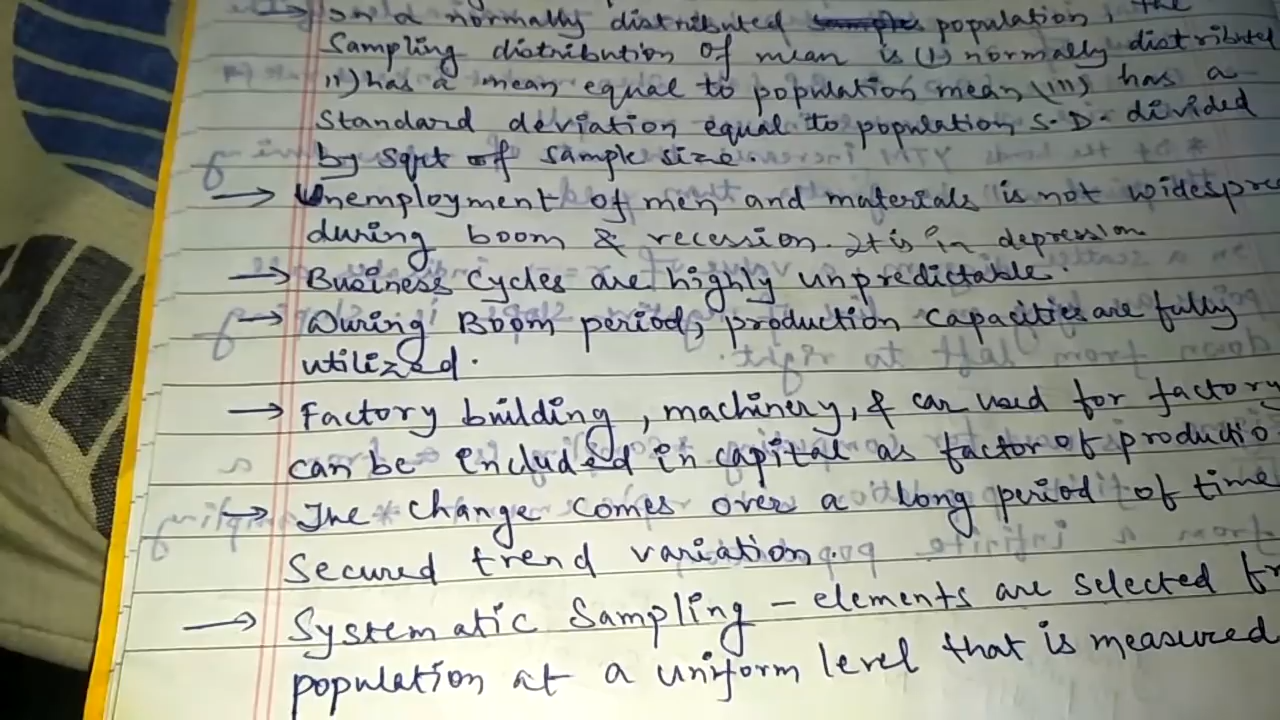 → In a normally distributed population, the
Sampling distribution of mean is (i) normally distributed
ii) has a mean equal to population mean (iii) has a
Standard deviation equal to population S.D. divided
by sqrt of sample size.
→ Unemployment of men and materials is not widespre
during boom & recession. It is in depression
→ Business Cycles are highly unpredictable.
→ During Boom period, production capacities are fully
utilized.
→ Factory building, machinery, & car used for factory
can be encluded in capital as factor of productio
→ The change comes over a long period of time
Secured trend variation.
→ Systematic Sampling - elements are selected fr
population at a uniform level that is measured